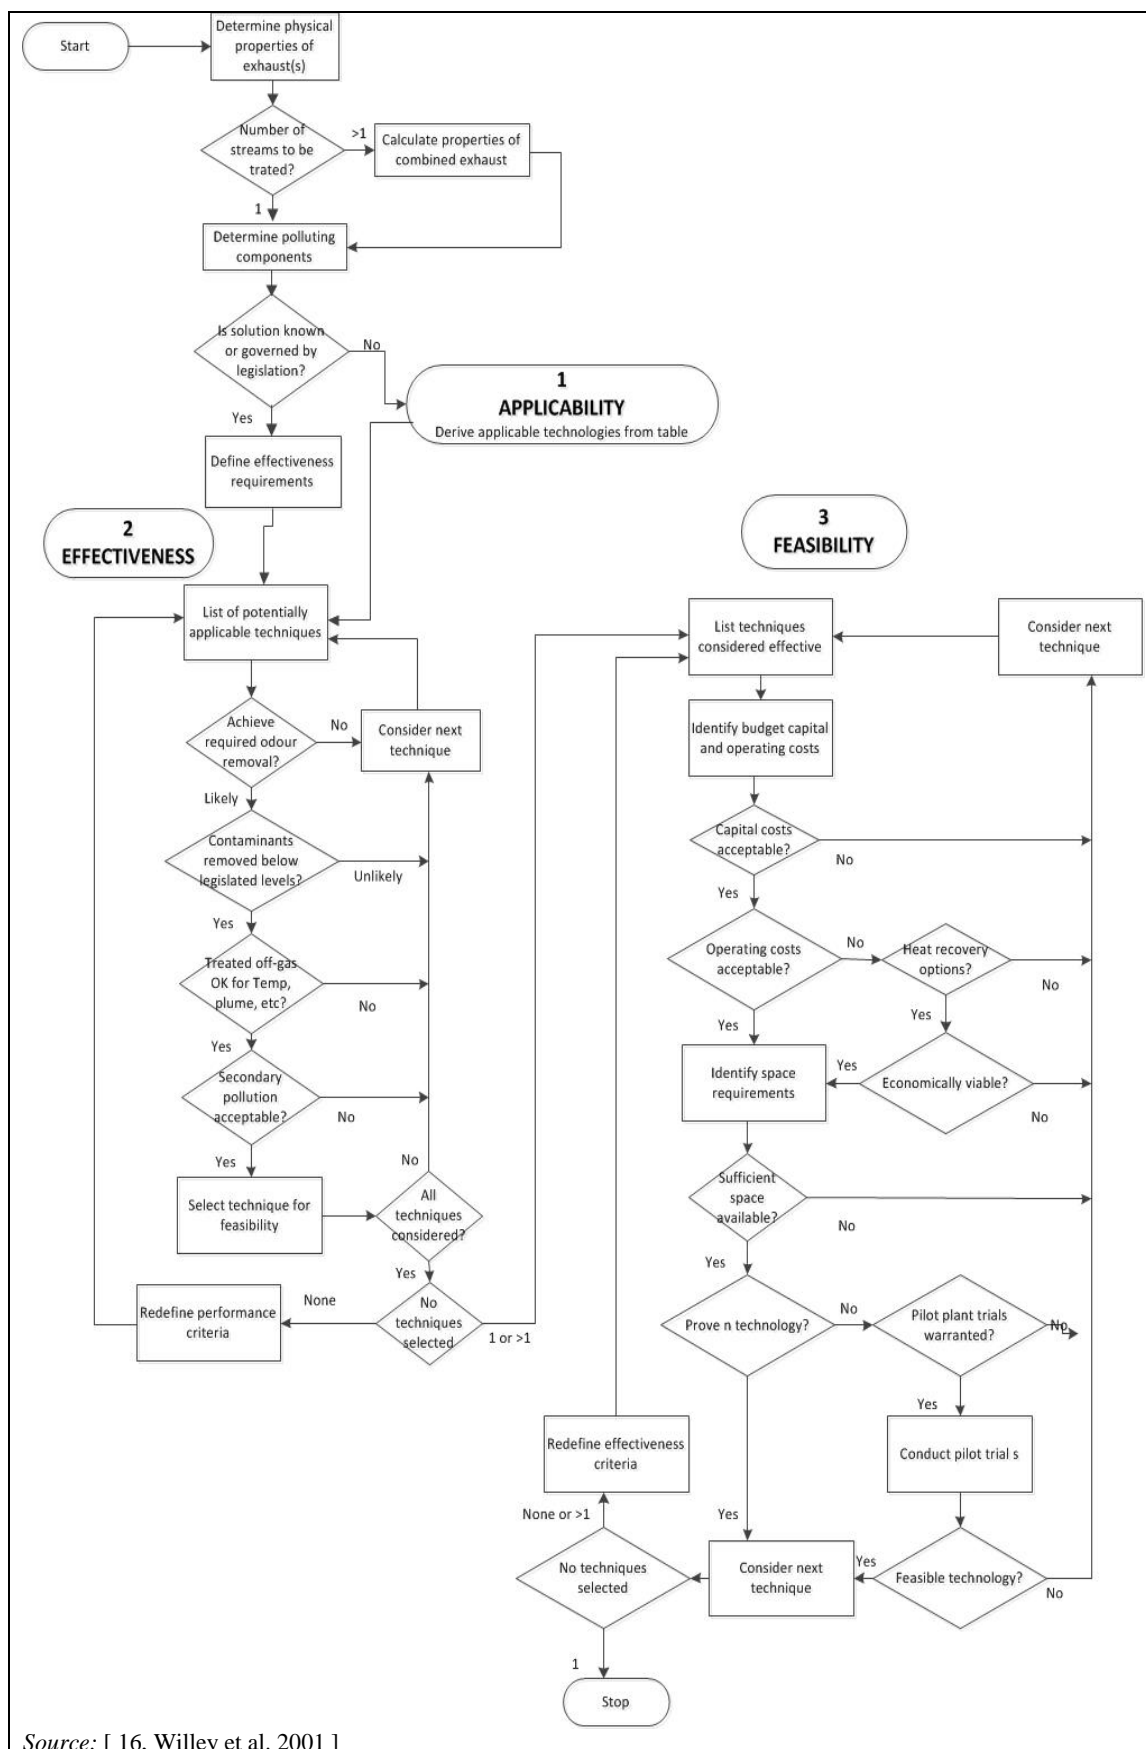 Start
Determine physical
properties of
exhaust(s)
Number of
streams to be
trated?
>1
Calculate properties of
combined exhaust
1
Determine polluting
components
Is solution known
or governed by
legislation?
No
1
APPLICABILITY
Derive applicable technologies from table
Yes
Define effectiveness
requirements
2
EFFECTIVENESS
List of potentially
applicable techniques
Achieve
required odour
removal?
No
Consider next
technique
Likely
Contaminants
removed below
legislated levels?
Unlikely
Yes
Treated off-gas
OK for Temp,
plume, etc?
No
Yes
Secondary
pollution
acceptable?
No
Yes
Select technique for
feasibility
No
All
techniques
considered?
Yes
No
techniques
selected
None
1 or >1
Redefine performance
criteria
3
FEASIBILITY
List techniques
considered effective
Consider next
technique
Identify budget capital
and operating costs
Capital costs
acceptable?
No
Yes
Operating costs
acceptable?
No
Heat recovery
options?
No
Yes
Yes
Identify space
requirements
Yes
Economically viable?
No
Sufficient
space
available?
No
Yes
Prove n technology?
No
Pilot plant trials
warranted?
No
Yes
Conduct pilot trial s
Redefine effectiveness
criteria
None or >1
Yes
No techniques
selected
Consider next
technique
Yes
Feasible technology?
No
1
Stop
Source: [ 16, Willey et al. 2001 ]